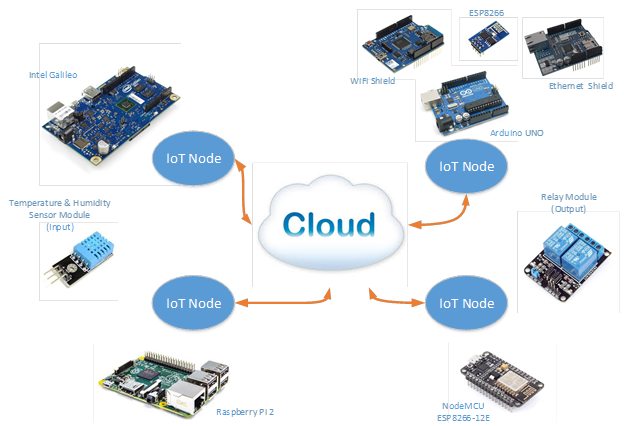 ESP8266
Intel Galileo
WIFI Shield
Ethernet Shield
Arduino UNO
IoT Node
IoT Node
Temperature & Humidity
Sensor Module
(Input)
Cloud
Relay Module
(Output)
IoT Node
IoT Node
Raspberry PI 2
NodeMCU
ESP8266-12E